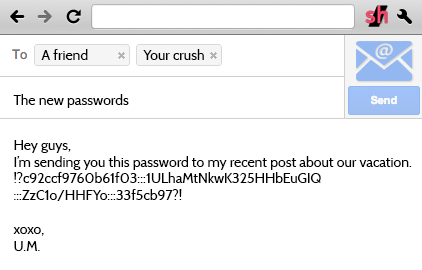 sh
To A friend × Your crush ×
@
The new passwords
Send
Hey guys,
I'm sending you this password to my recent post about our vacation.
!?c92ccf9760b61f03:::1ULhaMtNkwK325HHbEuGIQ
:::ZzC1o/HHFYo:::33f5cb97?!
xoxo,
U.M.